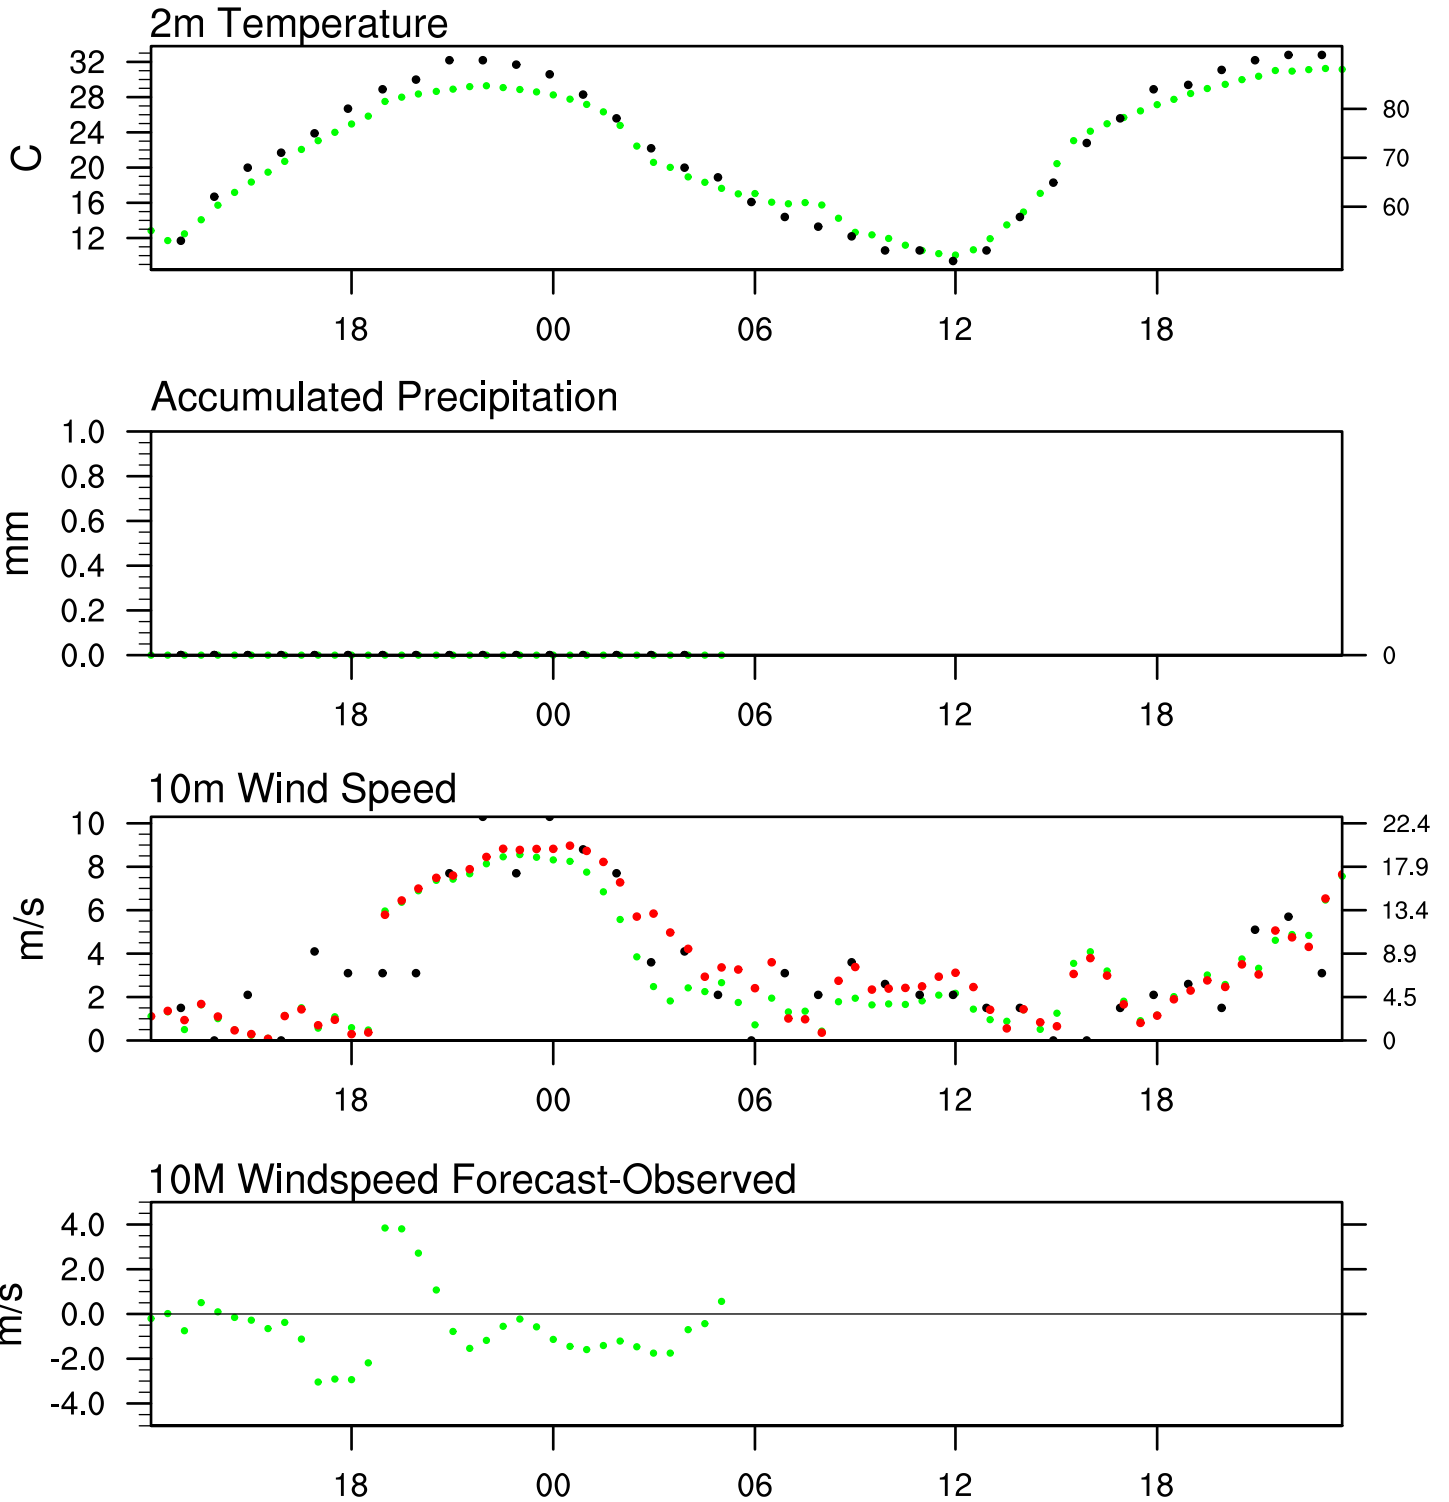 2m Temperature
32
28
24
20
16
12
C
80
70
60
18 00 06 12 18
Accumulated Precipitation
1.0
0.8
0.6
0.4
0.2
0.0
mm
0
18 00 06 12 18
10m Wind Speed
10
8
6
4
2
0
m/s
22.4
17.9
13.4
8.9
4.5
0
18 00 06 12 18
10M Windspeed Forecast-Observed
4.0
2.0
0.0
-2.0
-4.0
m/s
18 00 06 12 18